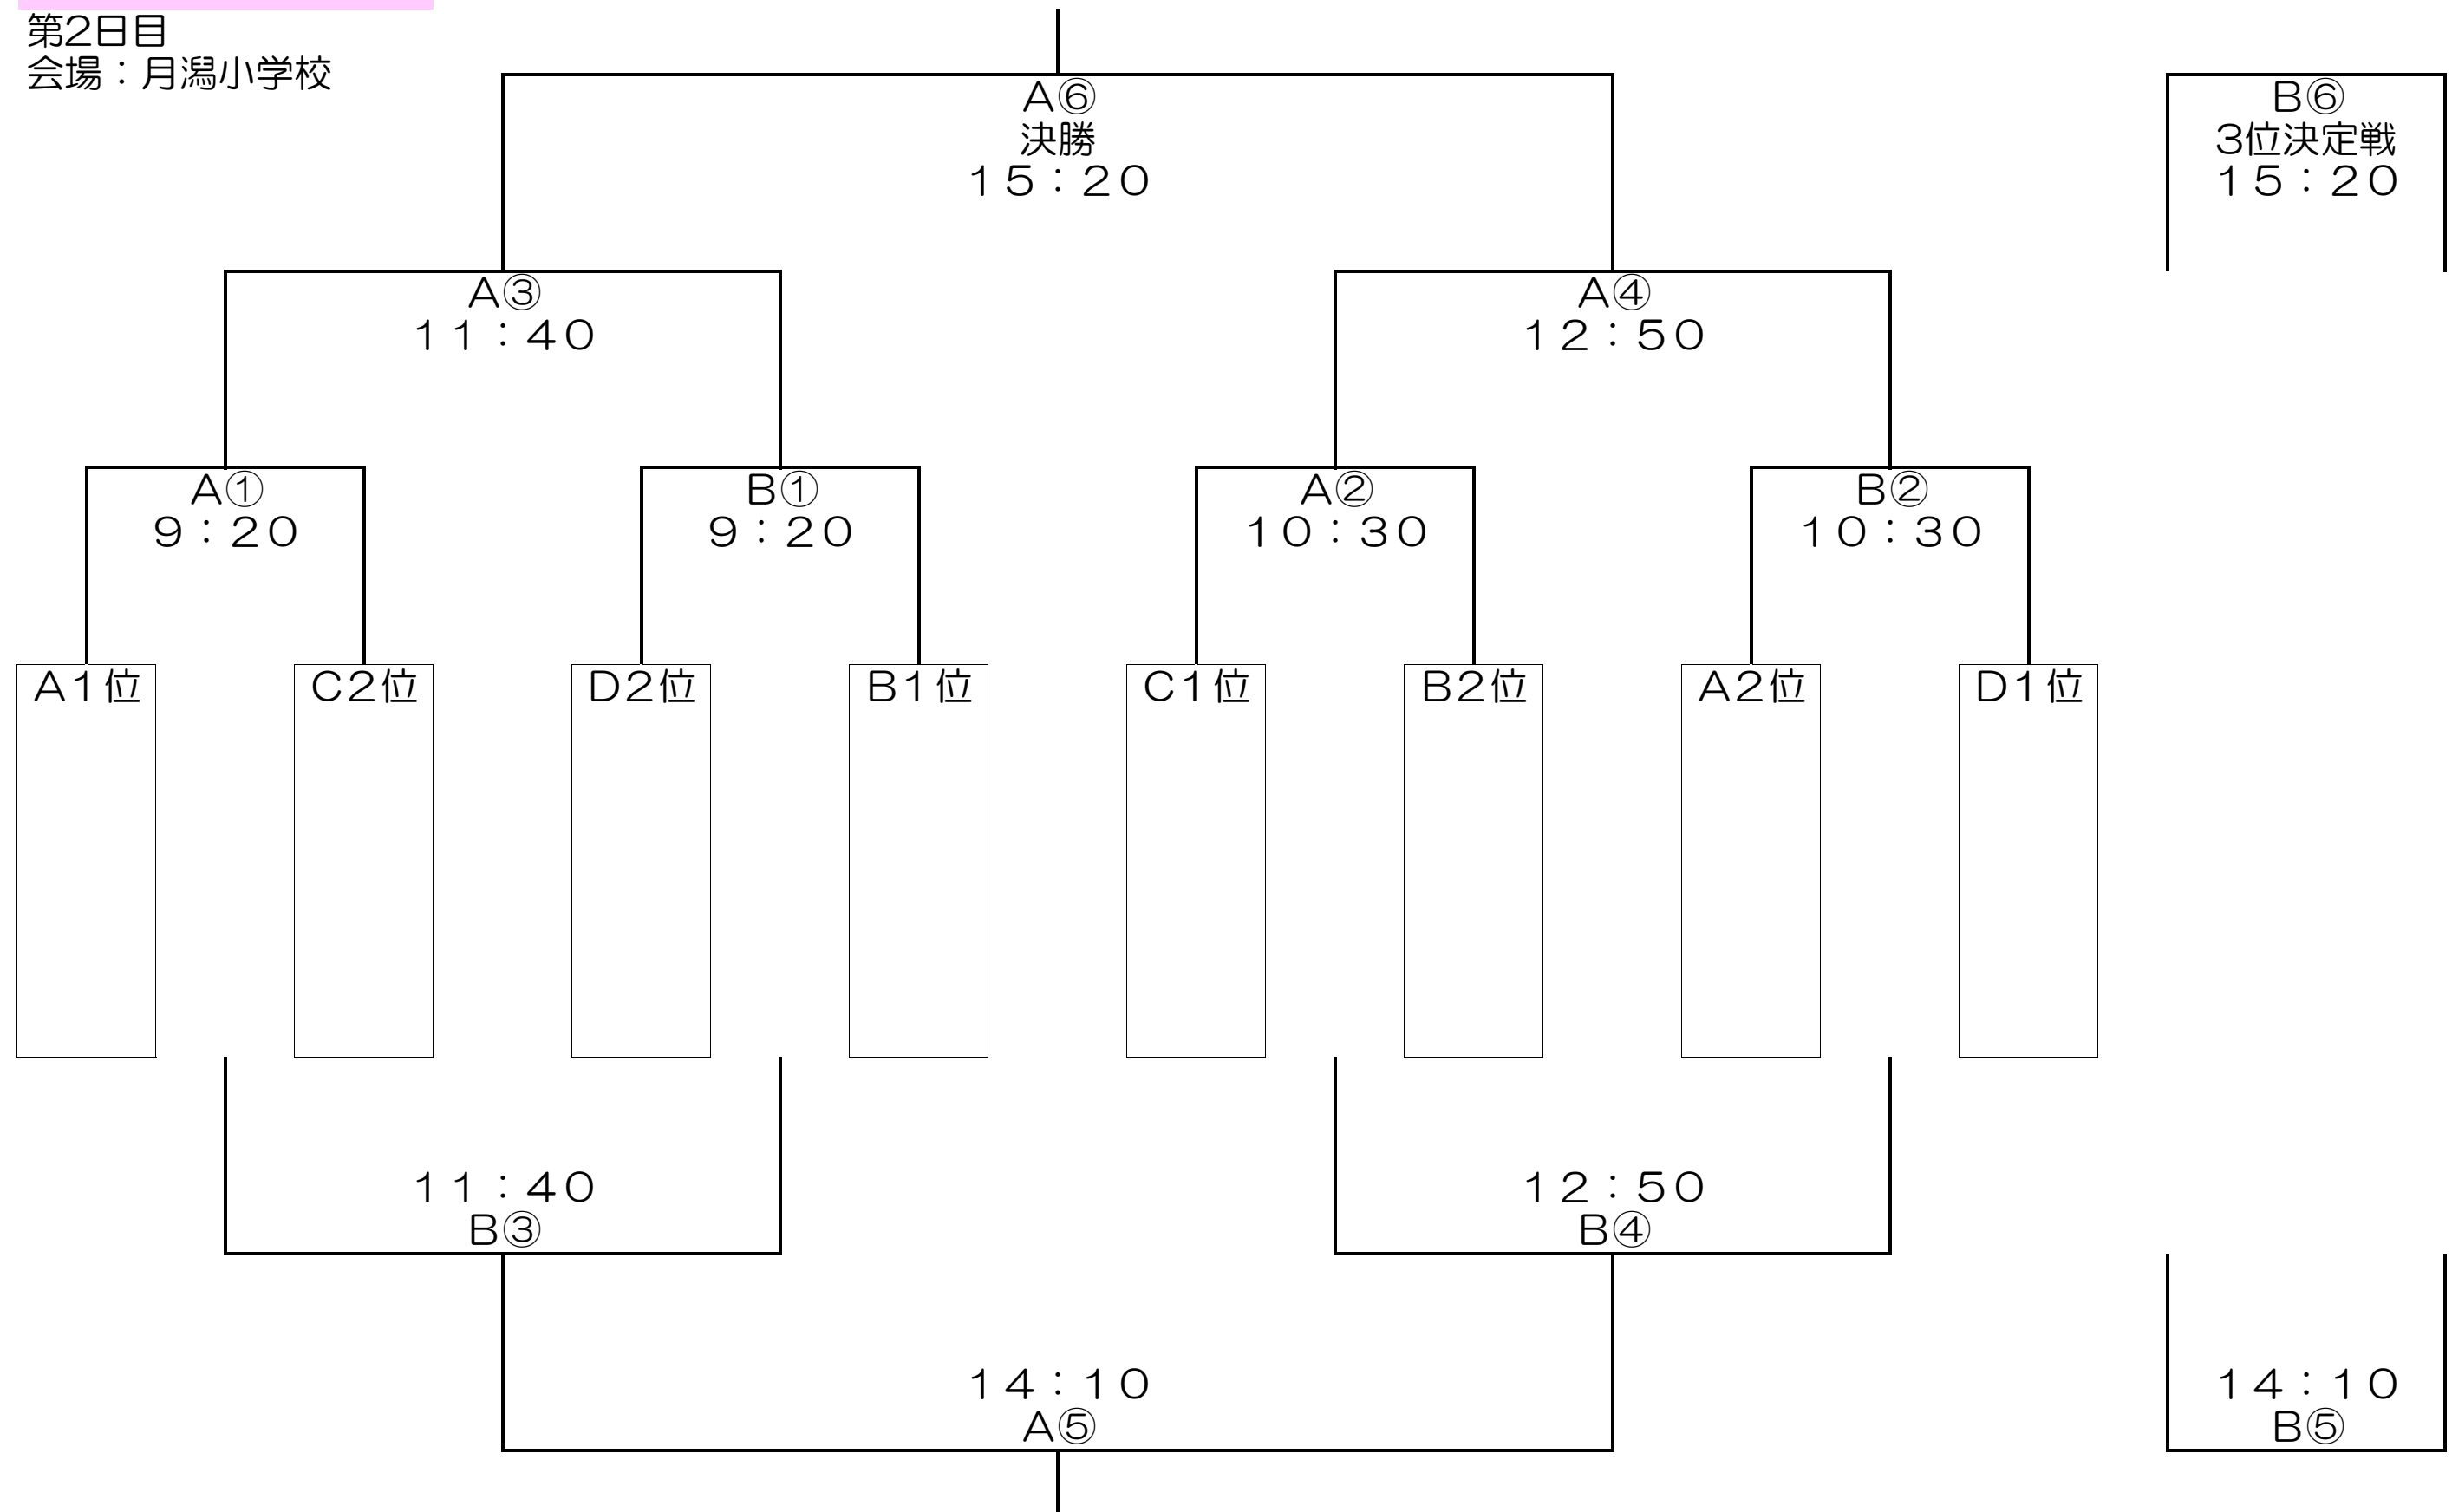 第2日目
会場：月潟小学校
A⑥
決勝
１５：２０
B⑥
3位決定戦
１５：２０
A③
１１：４０
A④
１２：５０
A①
９：２０
B①
９：２０
A②
１０：３０
B②
１０：３０
A１位
C２位
D２位
B１位
C１位
B２位
A２位
D１位
１１：４０
B③
１２：５０
B④
１４：１０
A⑤
１４：１０
B⑤